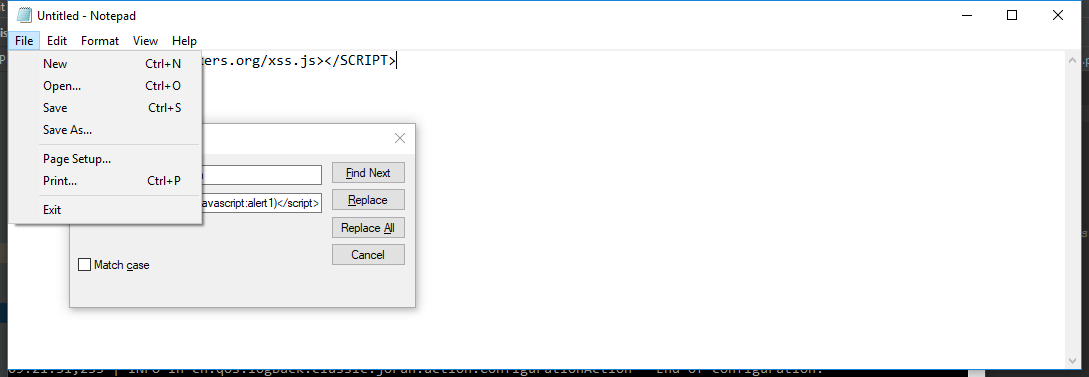 Untitled - Notepad
File Edit Format View Help
ters.org/xss.js></SCRIPT>
New Ctrl+N
Open... Ctrl+O
Save Ctrl+S
Save As...
Page Setup...
Print... Ctrl+P
Exit
Find Next
avascript:alert1)</script>
Replace
Replace All
Cancel
Match case
INFO in ch.qos.logback.classic.joran.action.ConfigurationAction - End of configuration.